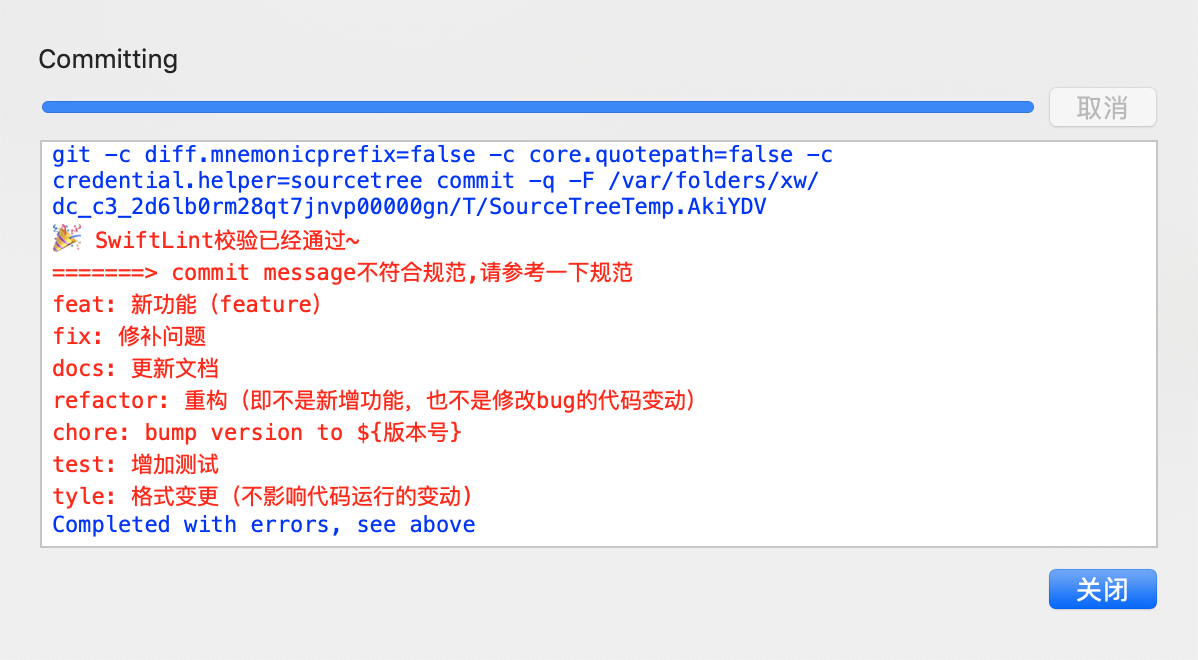 Committing
取消
git -c diff.mnemonicprefix=false -c core.quotepath=false -c
credential.helper=sourcetree commit -q -F /var/folders/xw/
dc_c3_2d6lb0rm28qt7jnvp00000gn/T/SourceTreeTemp.AkiYDV
🎉 SwiftLint校验已经通过~
=======> commit message不符合规范,请参考一下规范
feat: 新功能（feature）
fix: 修补问题
docs: 更新文档
refactor: 重构（即不是新增功能，也不是修改bug的代码变动）
chore: bump version to ${版本号}
test: 增加测试
tyle: 格式变更（不影响代码运行的变动）
Completed with errors, see above
关闭